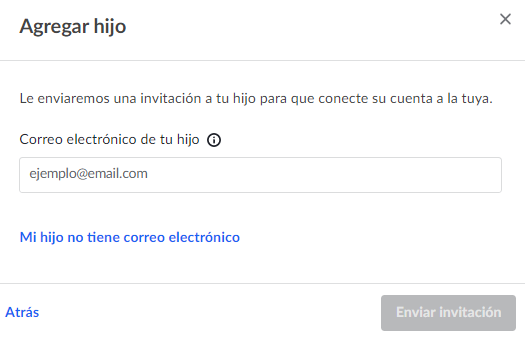 Agregar hijo
Le enviaremos una invitación a tu hijo para que conecte su cuenta a la tuya.
Correo electrónico de tu hijo
ejemplo@email.com
Mi hijo no tiene correo electrónico
Atrás
Enviar invitación